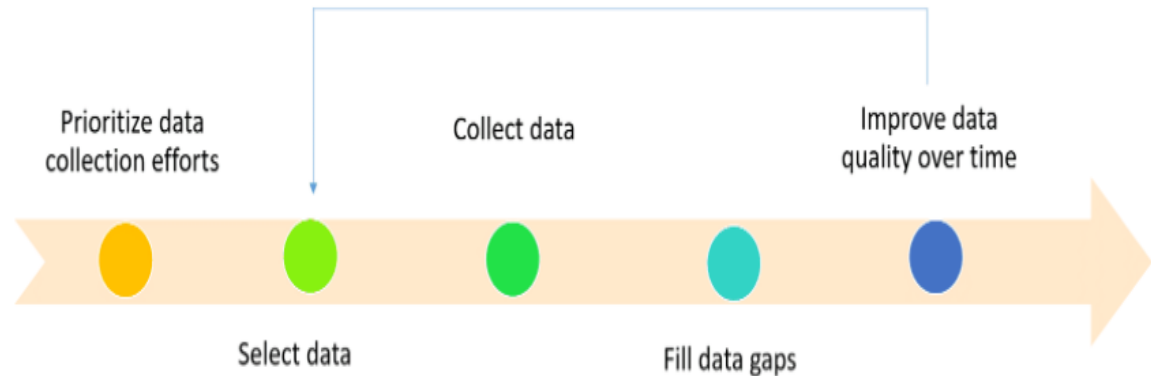 Prioritize data
collection efforts
Select data
Collect data
Fill data gaps
Improve data
quality over time